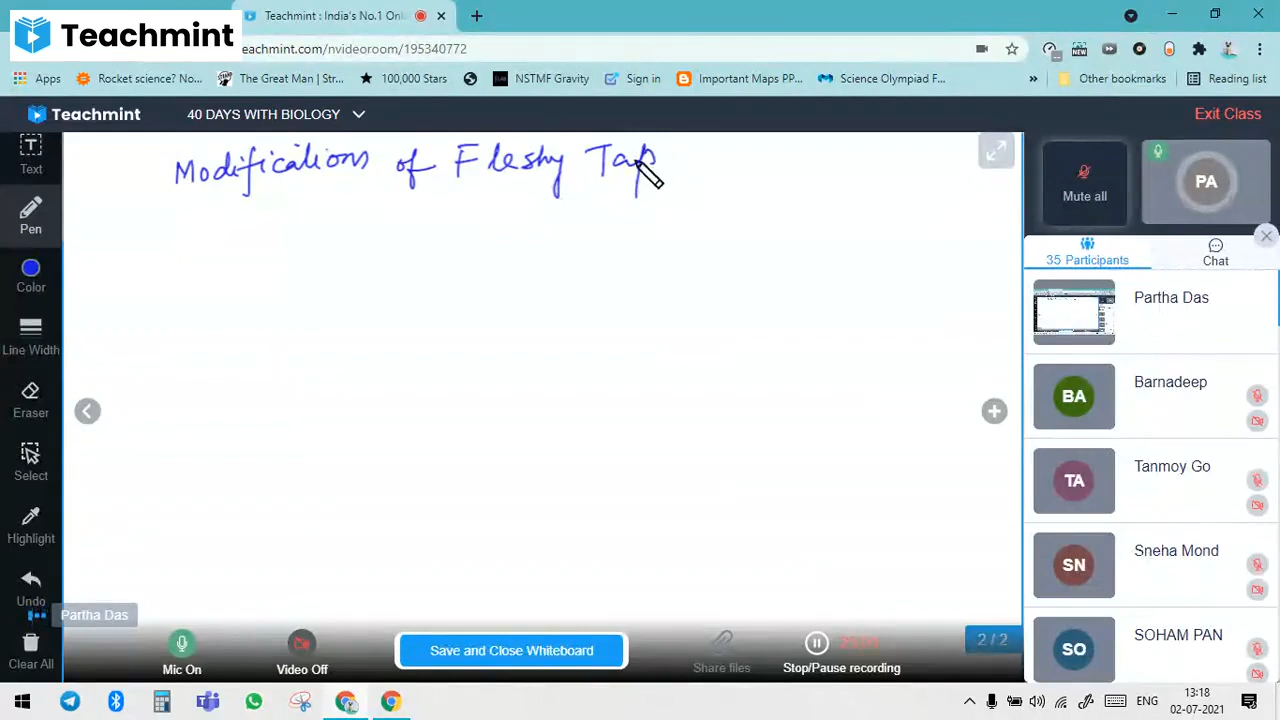 Teachmint : India's No.1 Onli
Teachmint
eachmint.com/nvideoroom/195340772
Apps
Rocket science? No...
The Great Man | Str...
100,000 Stars
NSTMF Gravity
Sign in
Important Maps PP...
Science Olympiad F...
»
Other bookmarks
Reading list
Teachmint
40 DAYS WITH BIOLOGY
Exit Class
Text
Pen
Color
Line Width
Eraser
Select
Highlight
Undo
Clear All
Modifications of Fleshy Tap
Mute all
PA
35 Participants
Chat
Partha Das
BA
Barnadeep
TA
Tanmoy Go
SN
Sneha Mond
SO
SOHAM PAN
Partha Das
Mic On
Video Off
Save and Close Whiteboard
Share files
Stop/Pause recording
2 / 2
ENG
13:18
02-07-2021